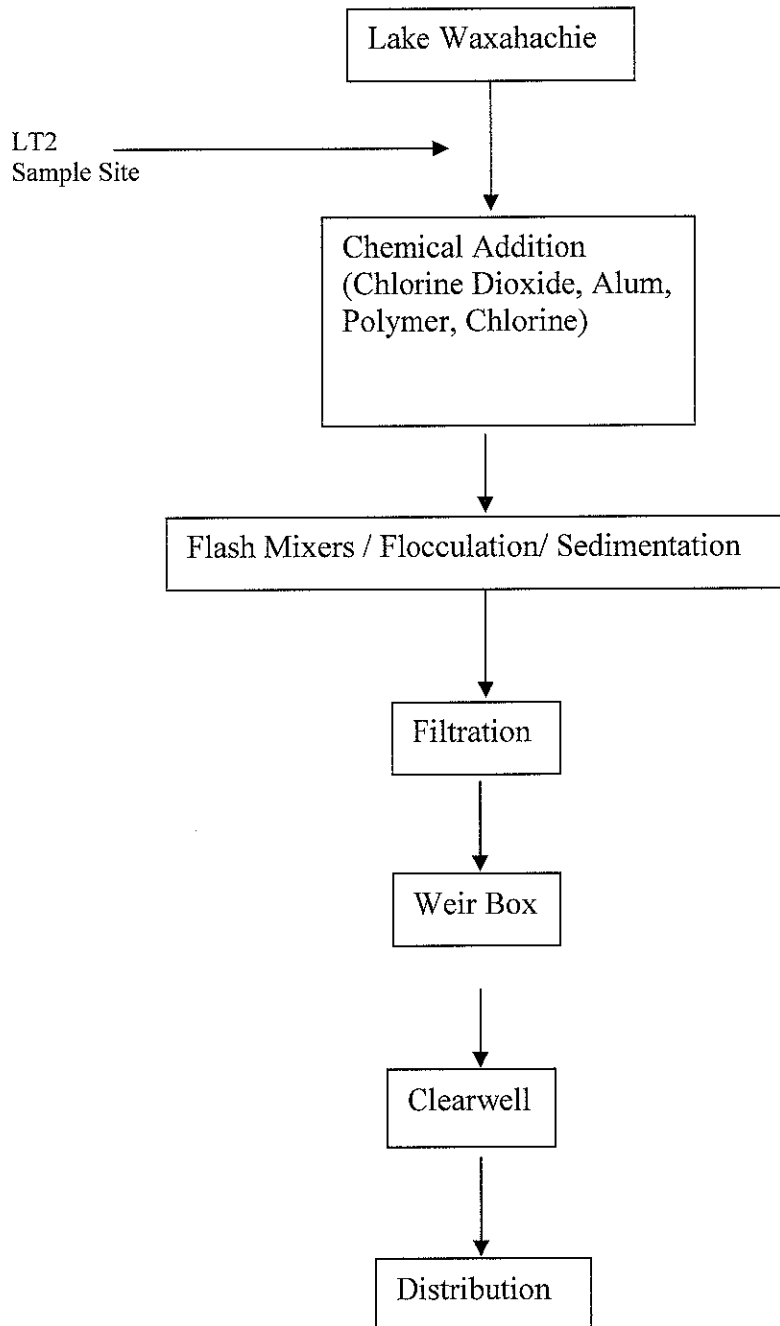 Lake Waxahachie
LT2
Sample Site
Chemical Addition
(Chlorine Dioxide, Alum,
Polymer, Chlorine)
Flash Mixers / Flocculation/ Sedimentation
Filtration
Weir Box
Clearwell
Distribution